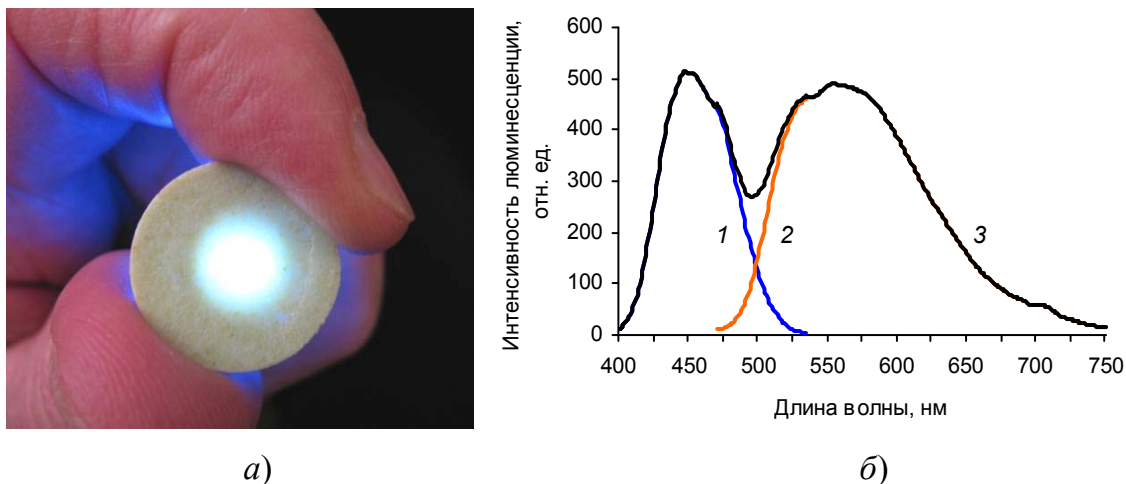 Интенсивность люминесценции,
отн. ед.
600
500
400
300
200
100
0
1
2
3
400 450 500 550 600 650 700 750
Длина волны, нм
а)
б)